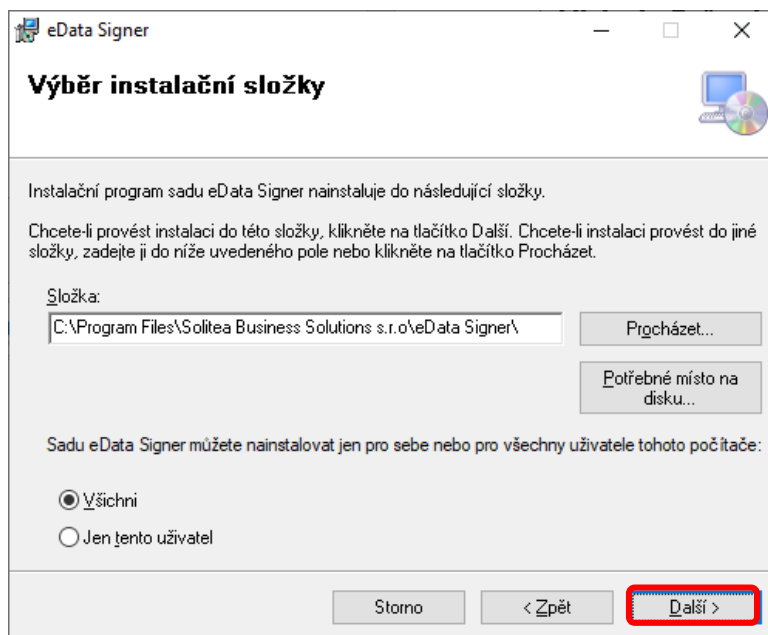 eData Signer
Výběr instalační složky
Instalační program sadu eData Signer nainstaluje do následující složky.
Chcete-li provést instalaci do této složky, klikněte na tlačítko Další. Chcete-li instalaci provést do jiné
složky, zadejte ji do níže uvedeného pole nebo klikněte na tlačítko Procházet.
Složka:
C:\Program Files\Solitea Business Solutions s.r.o\eData Signer\
Procházet...
Potřebné místo na
disku...
Sadu eData Signer můžete nainstalovat jen pro sebe nebo pro všechny uživatele tohoto počítače:
Všichni
Jen tento uživatel
Storno
< Zpět
Další >